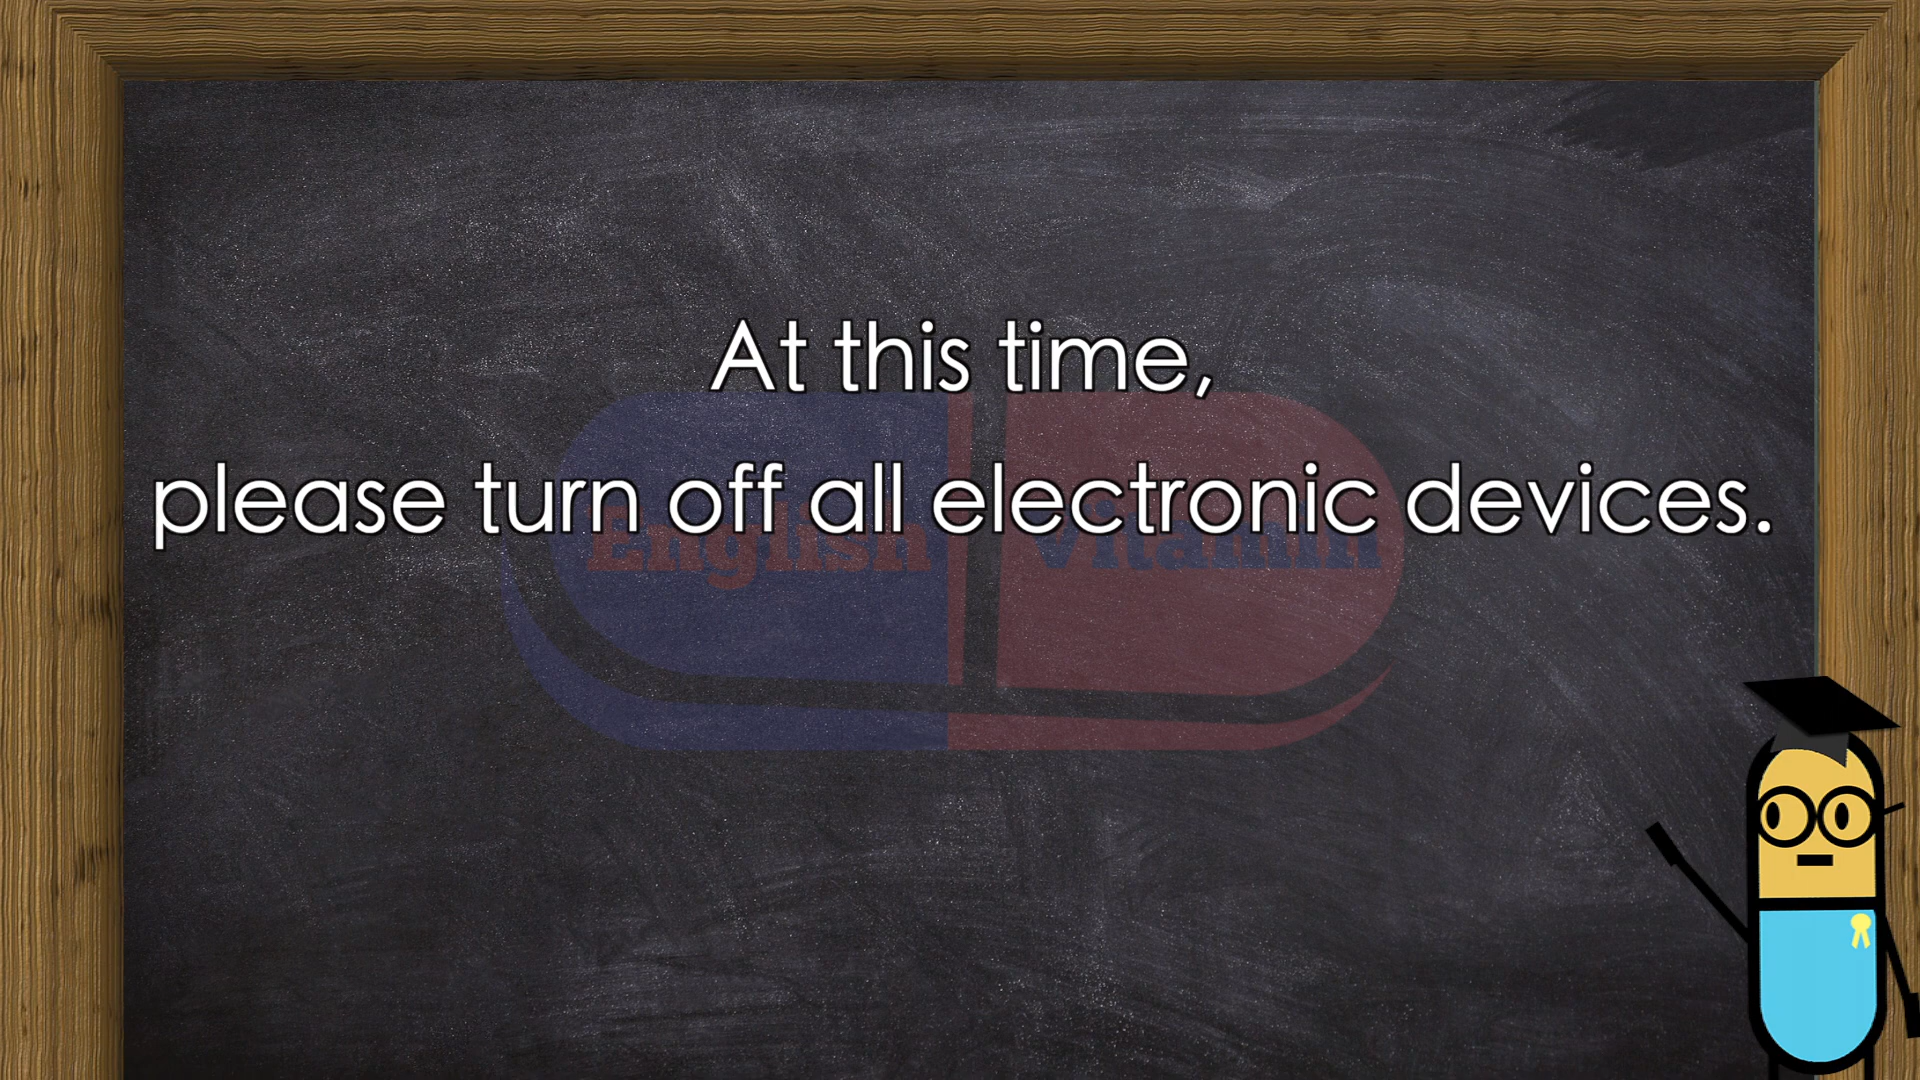 At this time,
please turn off all electronic devices.
English Vitamin